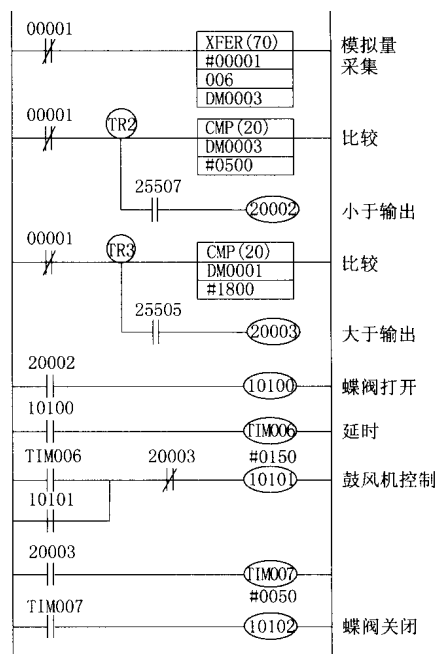 00001
XFER(70)
#00001
006
DM0003
模拟量
采集
00001
TR2
CMP(20)
DM0003
#0500
比较
25507
20002
小于输出
00001
TR3
CMP(20)
DM0001
#1800
比较
25505
20003
大于输出
20002
10100
蝶阀打开
10100
TIM006
延时
TIM006
20003
#0150
10101
鼓风机控制
10101
20003
TIM007
#0050
TIM007
10102
蝶阀关闭